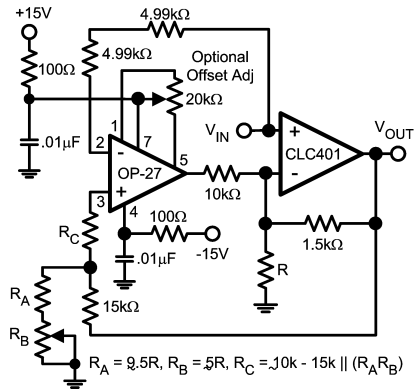 +15V
4.99kΩ
4.99kΩ
Optional
Offset Adj
100Ω
20kΩ
1
.01µF
2
7
5
VIN
+
CLC401
-
VOUT
-
OP-27
+
3
4
10kΩ
100Ω
-15V
.01µF
RC
R
1.5kΩ
RA
RB
15kΩ
RA = 9.5R, RB = 5R, RC = 10k - 15k || (RARB)